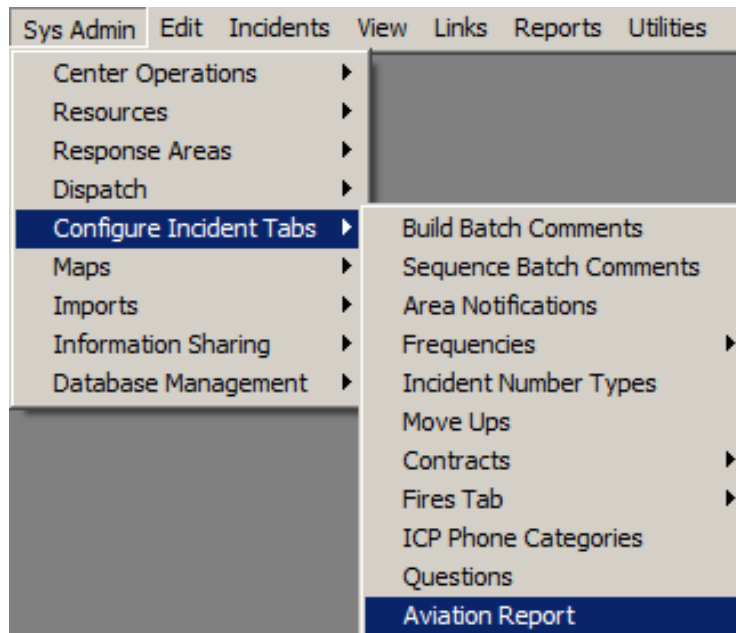 Sys Admin Edit Incidents View Links Reports Utilities
Center Operations
Resources
Response Areas
Dispatch
Configure Incident Tabs
Maps
Imports
Information Sharing
Database Management
Build Batch Comments
Sequence Batch Comments
Area Notifications
Frequencies
Incident Number Types
Move Ups
Contracts
Fires Tab
ICP Phone Categories
Questions
Aviation Report